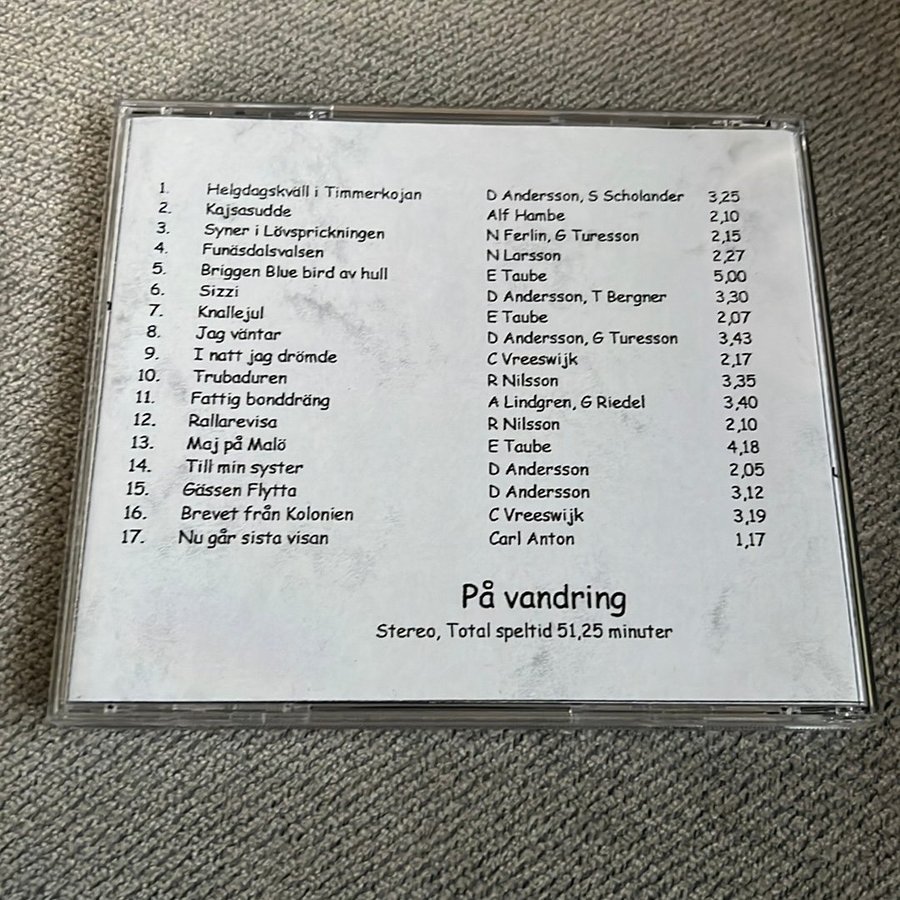 1. Helgdagskväll i Timmerkojan D Andersson, S Scholander 3,25
2. Kajsasudde Alf Hambe 2,10
3. Syner i Lövsprickningen N Ferlin, G Turesson 2,15
4. Funäsdalsvalsen N Larsson 2,27
5. Briggen Blue bird av hull E Taube 5,00
6. Sizzi D Andersson, T Bergner 3,30
7. Knallejul E Taube 2,07
8. Jag väntar D Andersson, G Turesson 3,43
9. I natt jag drömde C Vreeswijk 2,17
10. Trubaduren R Nilsson 3,35
11. Fattig bonddräng A Lindgren, G Riedel 3,40
12. Rallarevisa R Nilsson 2,10
13. Maj på Malö E Taube 4,18
14. Till min syster D Andersson 2,05
15. Gässen Flytta D Andersson 3,12
16. Brevet från Kolonien C Vreeswijk 3,19
17. Nu går sista visan Carl Anton 1,17
På vandring
Stereo, Total speltid 51,25 minuter